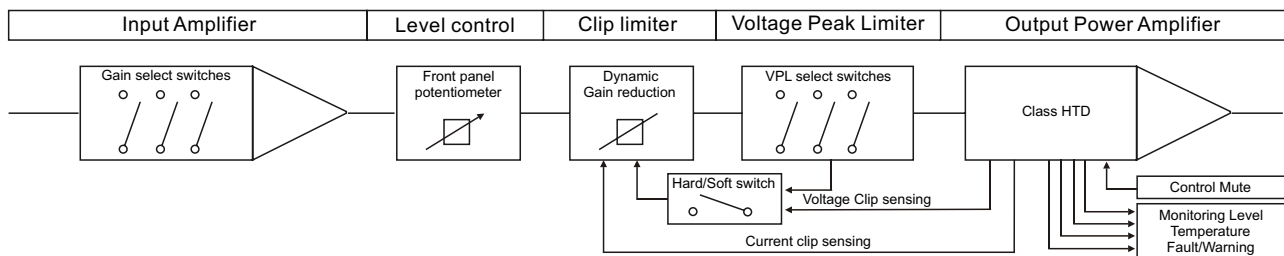 Input Amplifier
Level control
Clip limiter
Voltage Peak Limiter
Output Power Amplifier
Gain select switches
Front panel
potentiometer
Dynamic
Gain reduction
VPL select switches
Class HTD
Hard/Soft switch
Voltage Clip sensing
Current clip sensing
Control Mute
Monitoring Level
Temperature
Fault/Warning